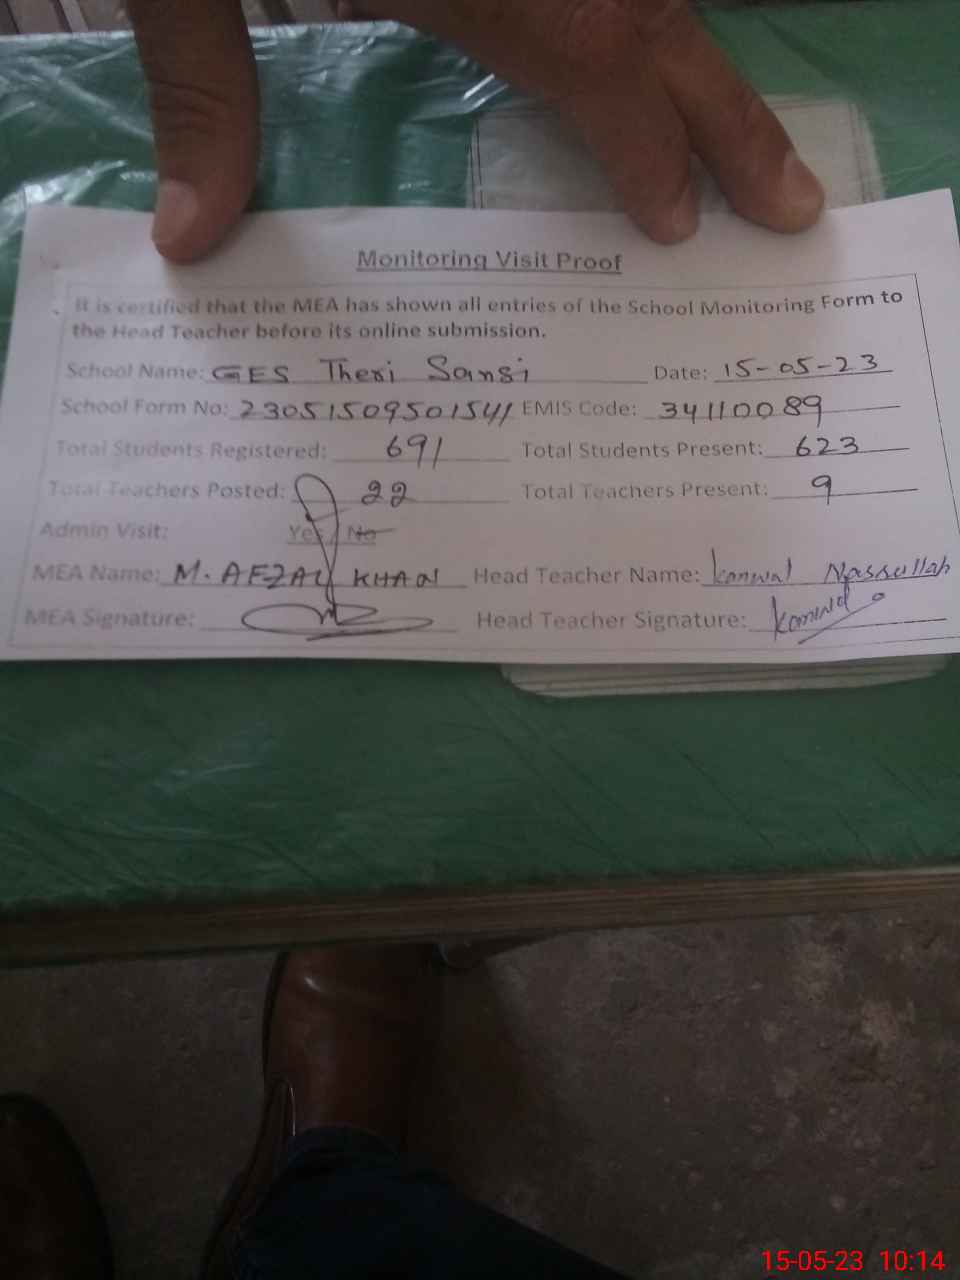 Monitoring Visit Proof
It is certified that the MEA has shown all entries of the School Monitoring Form to
the Head Teacher before its online submission.
School Name: GES Theri Sansi Date: 15-05-23
School Form No: 23051509501541 EMIS Code: 34110089
Total Students Registered: 691 Total Students Present: 623
Total Teachers Posted: 22 Total Teachers Present: 9
Admin Visit: Yes / No
MEA Name: M. AFZAL KHAN Head Teacher Name: Kanwal Nasrullah
MEA Signature: Head Teacher Signature: Kanwal
15-05-23 10:14